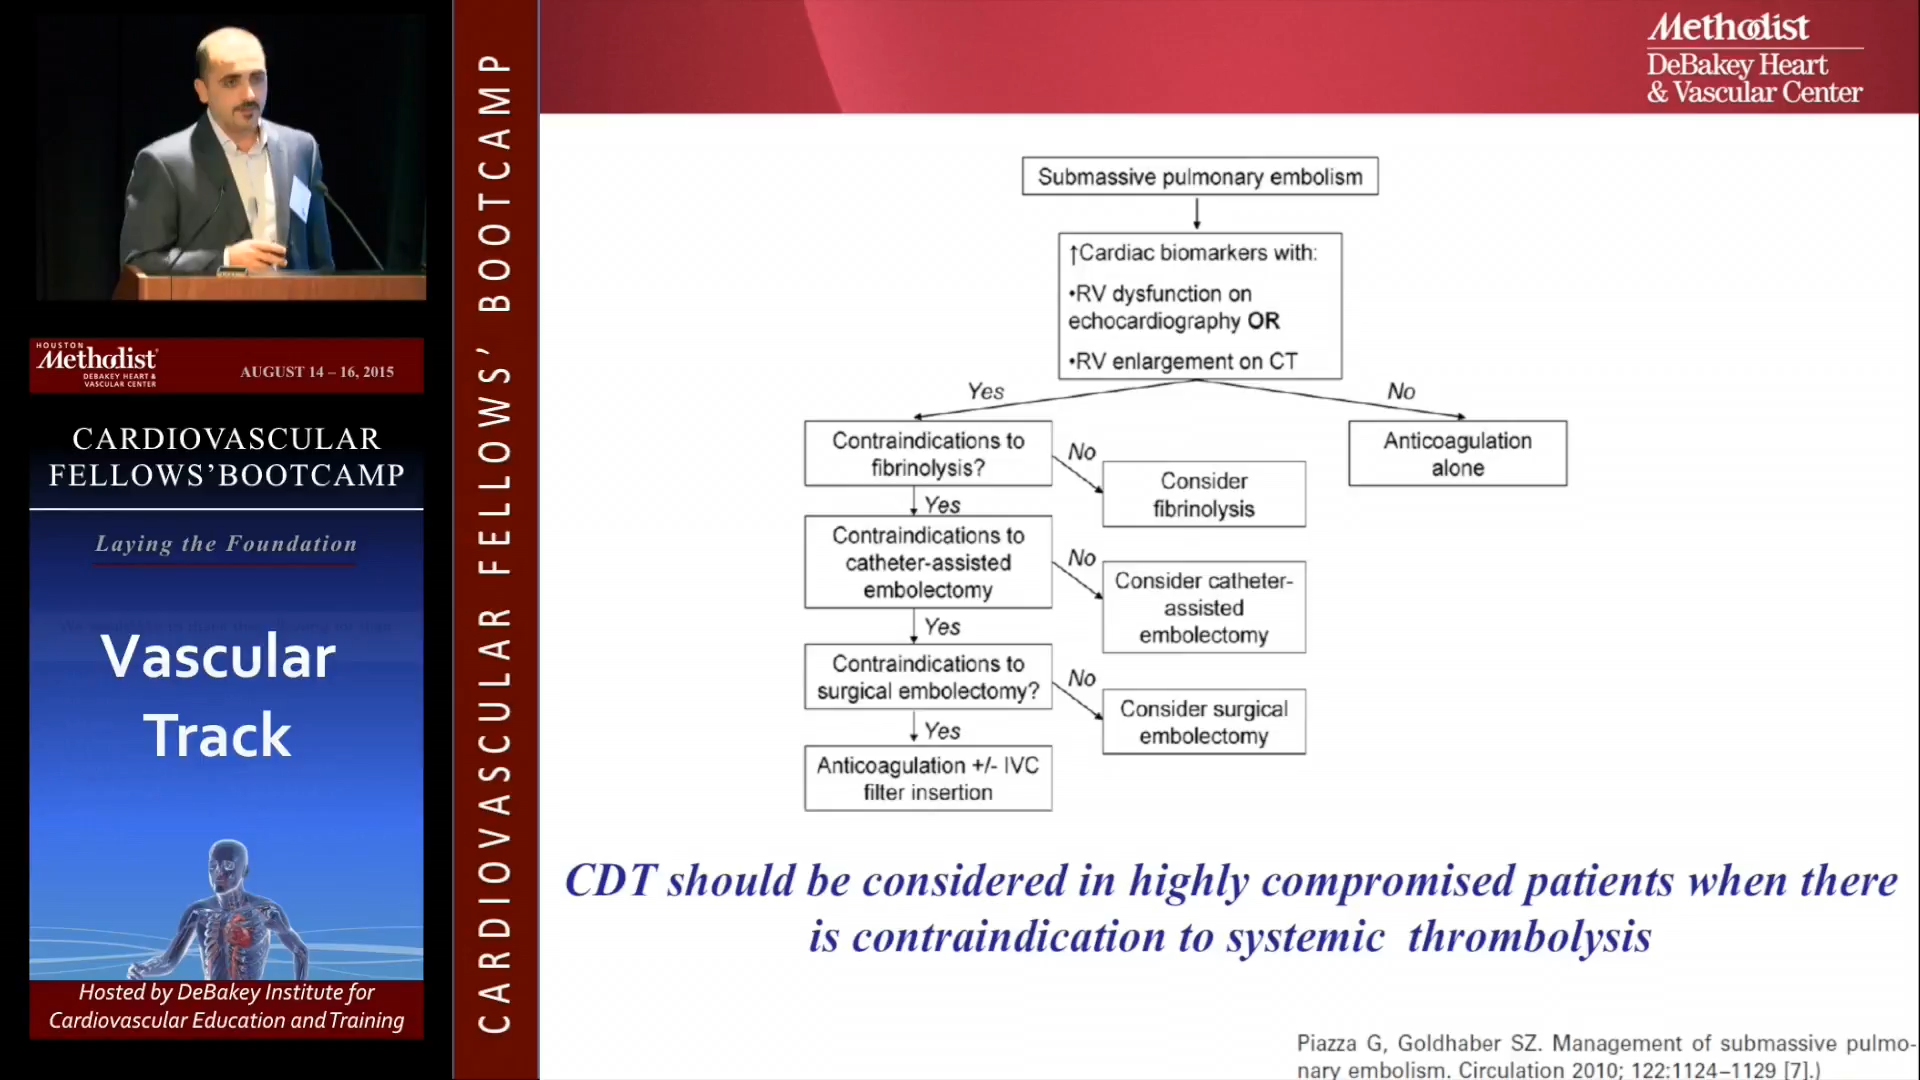 HOUSTON
Methodist
DEBAKEY HEART &
VASCULAR CENTER
AUGUST 14 – 16, 2015
CARDIOVASCULAR
FELLOWS’BOOTCAMP
Laying the Foundation
Vascular
Track
Hosted by DeBakey Institute for
Cardiovascular Education and Training
CARDIOVASCULAR FELLOWS’ BOOTCAMP
Methodist
DeBakey Heart
& Vascular Center
Submassive pulmonary embolism
↑Cardiac biomarkers with:
•RV dysfunction on
echocardiography OR
•RV enlargement on CT
Yes
No
Contraindications to
fibrinolysis?
No
Consider
fibrinolysis
Anticoagulation
alone
Yes
Contraindications to
catheter-assisted
embolectomy
No
Consider catheter-
assisted
embolectomy
Yes
Contraindications to
surgical embolectomy?
No
Consider surgical
embolectomy
Yes
Anticoagulation +/- IVC
filter insertion
CDT should be considered in highly compromised patients when there
is contraindication to systemic thrombolysis
Piazza G, Goldhaber SZ. Management of submassive pulmo-
nary embolism. Circulation 2010; 122:1124–1129 [7].)